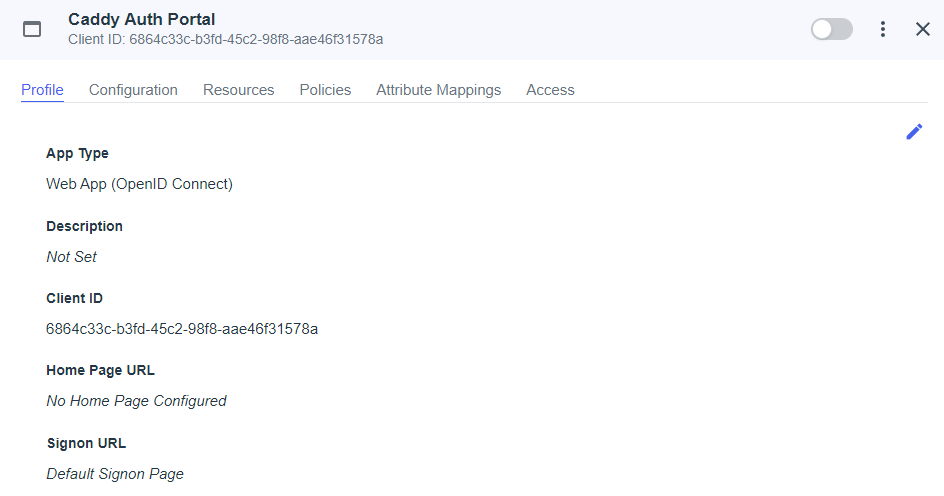 Caddy Auth Portal
Client ID: 6864c33c-b3fd-45c2-98f8-aae46f31578a
Profile Configuration Resources Policies Attribute Mappings Access
App Type
Web App (OpenID Connect)
Description
Not Set
Client ID
6864c33c-b3fd-45c2-98f8-aae46f31578a
Home Page URL
No Home Page Configured
Signon URL
Default Signon Page